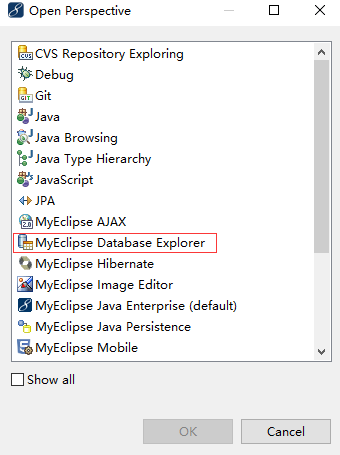 Open Perspective
CVS Repository Exploring
Debug
Git
Java
Java Browsing
Java Type Hierarchy
JavaScript
JPA
MyEclipse AJAX
MyEclipse Database Explorer
MyEclipse Hibernate
MyEclipse Image Editor
MyEclipse Java Enterprise (default)
MyEclipse Java Persistence
MyEclipse Mobile
Show all
OK
Cancel